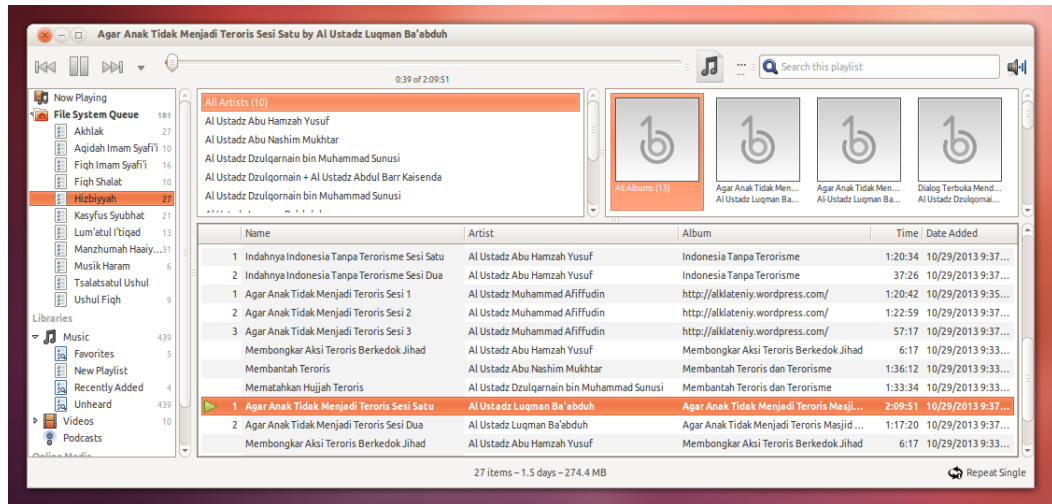 Agar Anak Tidak Menjadi Teroris Sesi Satu by Al Ustadz Luqman Ba'abduh
0:39 of 2:09:51
Search this playlist
Now Playing
File System Queue 181
Akhlak 27
Aqidah Imam Syafi'i 10
Fiqh Imam Syafi'i 16
Fiqh Shalat 10
Hizbiyyah 27
Kasyfus Syubhat 21
Lum'atul I'tiqad 13
Manzhumah Haaiy...31
Musik Haram 6
Tsalatsatul Ushul
Ushul Fiqh 9
Libraries
Music 439
Favorites 5
New Playlist
Recently Added 4
Unheard 439
Videos 10
Podcasts
Online Media
All Artists (10)
Al Ustadz Abu Hamzah Yusuf
Al Ustadz Abu Nashim Mukhtar
Al Ustadz Dzulqarnain bin Muhammad Sunusi
Al Ustadz Dzulqornain + Al Ustadz Abdul Barr Kaisenda
Al Ustadz Dzulqornain bin Muhammad Sunusi
All Albums (13)
Agar Anak Tidak Men...
Al Ustadz Luqman Ba...
Agar Anak Tidak Men...
Al-Ustadz Luqman Ba...
Dialog Terbuka Mend...
Al Ustadz Dzulqornai...
Name Artist Album Time Date Added
1 Indahnya Indonesia Tanpa Terorisme Sesi Satu Al Ustadz Abu Hamzah Yusuf Indonesia Tanpa Terorisme 1:20:34 10/29/2013 9:37...
2 Indahnya Indonesia Tanpa Terorisme Sesi Dua Al Ustadz Abu Hamzah Yusuf Indonesia Tanpa Terorisme 37:26 10/29/2013 9:37...
1 Agar Anak Tidak Menjadi Teroris Sesi 1 Al Ustadz Muhammad Afiffudin http://alklateniy.wordpress.com/ 1:20:42 10/29/2013 9:35...
2 Agar Anak Tidak Menjadi Teroris Sesi 2 Al Ustadz Muhammad Afiffudin http://alklateniy.wordpress.com/ 1:22:59 10/29/2013 9:37...
3 Agar Anak Tidak Menjadi Teroris Sesi 3 Al Ustadz Muhammad Afiffudin http://alklateniy.wordpress.com/ 57:17 10/29/2013 9:37...
Membongkar Aksi Teroris Berkedok Jihad Al Ustadz Abu Hamzah Yusuf Membongkar Aksi Teroris Berkedok Jihad 6:17 10/29/2013 9:33...
Membantah Teroris Al Ustadz Abu Nashim Mukhtar Membantah Teroris dan Terorisme 1:36:12 10/29/2013 9:33...
Mematahkan Hujjah Teroris Al Ustadz Dzulqarnain bin Muhammad Sunusi Membantah Teroris dan Terorisme 1:33:34 10/29/2013 9:33...
1 Agar Anak Tidak Menjadi Teroris Sesi Satu Al Ustadz Luqman Ba'abduh Agar Anak Tidak Menjadi Teroris Masji... 2:09:51 10/29/2013 9:37...
2 Agar Anak Tidak Menjadi Teroris Sesi Dua Al Ustadz Luqman Ba'abduh Agar Anak Tidak Menjadi Teroris Masjid ... 1:17:20 10/29/2013 9:37...
Membongkar Aksi Teroris Berkedok Jihad Al Ustadz Abu Hamzah Yusuf Membongkar Aksi Teroris Berkedok Jihad 6:17 10/29/2013 9:33...
27 items – 1.5 days – 274.4 MB
Repeat Single